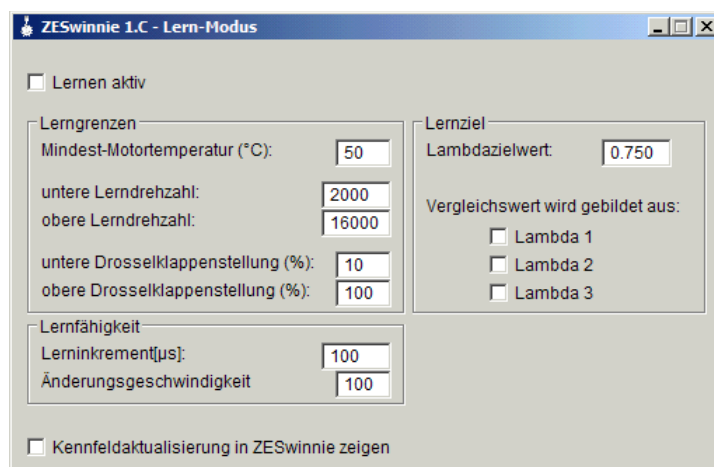 ZESwinnie 1.C - Lern-Modus
Lernen aktiv
Lerngrenzen
Mindest-Motortemperatur (°C): 50
untere Lerndrehzahl: 2000
obere Lerndrehzahl: 16000
untere Drosselklappenstellung (%): 10
obere Drosselklappenstellung (%): 100
Lernziel
Lambdazielwert: 0.750
Vergleichswert wird gebildet aus:
Lambda 1
Lambda 2
Lambda 3
Lernfähigkeit
Lerninkrement[µs]: 100
Änderungsgeschwindigkeit 100
Kennfeldaktualisierung in ZESwinnie zeigen